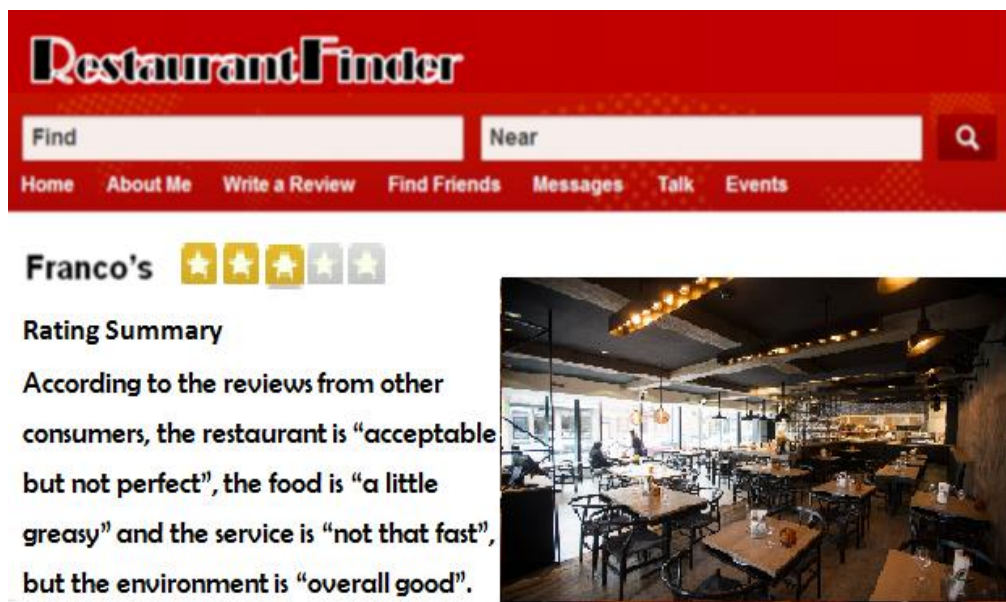 RestaurantFinder
Find Near
Home About Me Write a Review Find Friends Messages Talk Events
Franco's
Rating Summary
According to the reviews from other
consumers, the restaurant is “acceptable
but not perfect”, the food is “a little
greasy” and the service is “not that fast”,
but the environment is “overall good”.